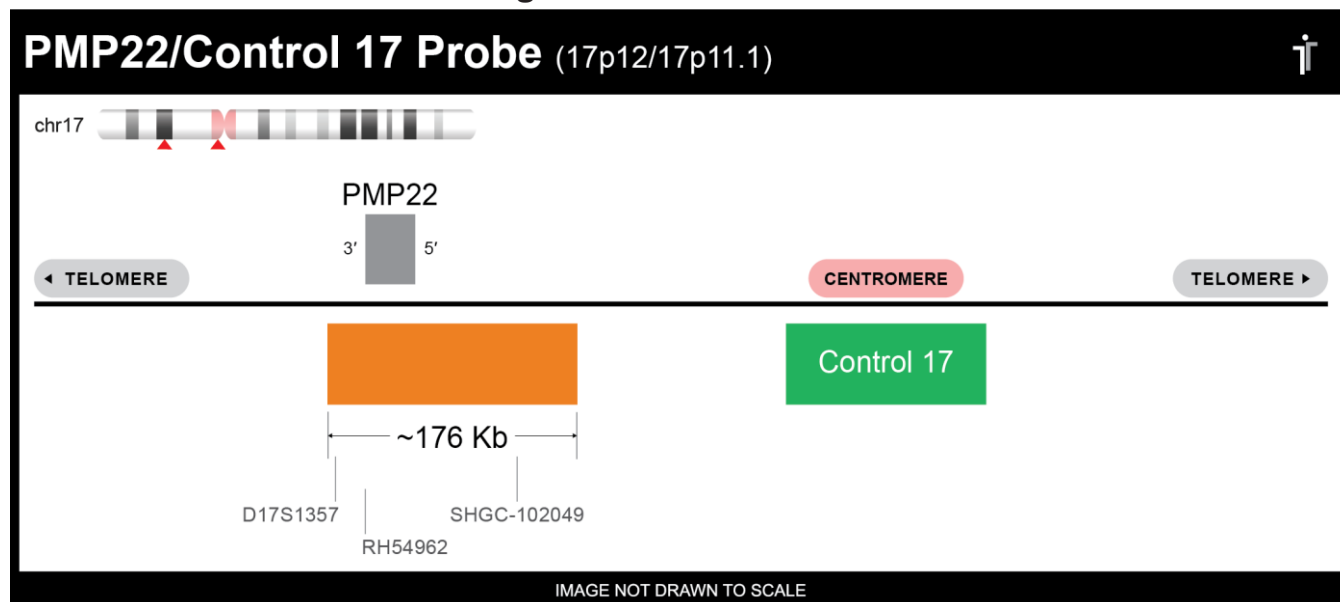 PMP22/Control 17 Probe (17p12/17p11.1)
chr17
PMP22
3′ 5′
◂ TELOMERE CENTROMERE TELOMERE ▸
Control 17
~176 Kb
D17S1357 SHGC-102049
RH54962
IMAGE NOT DRAWN TO SCALE